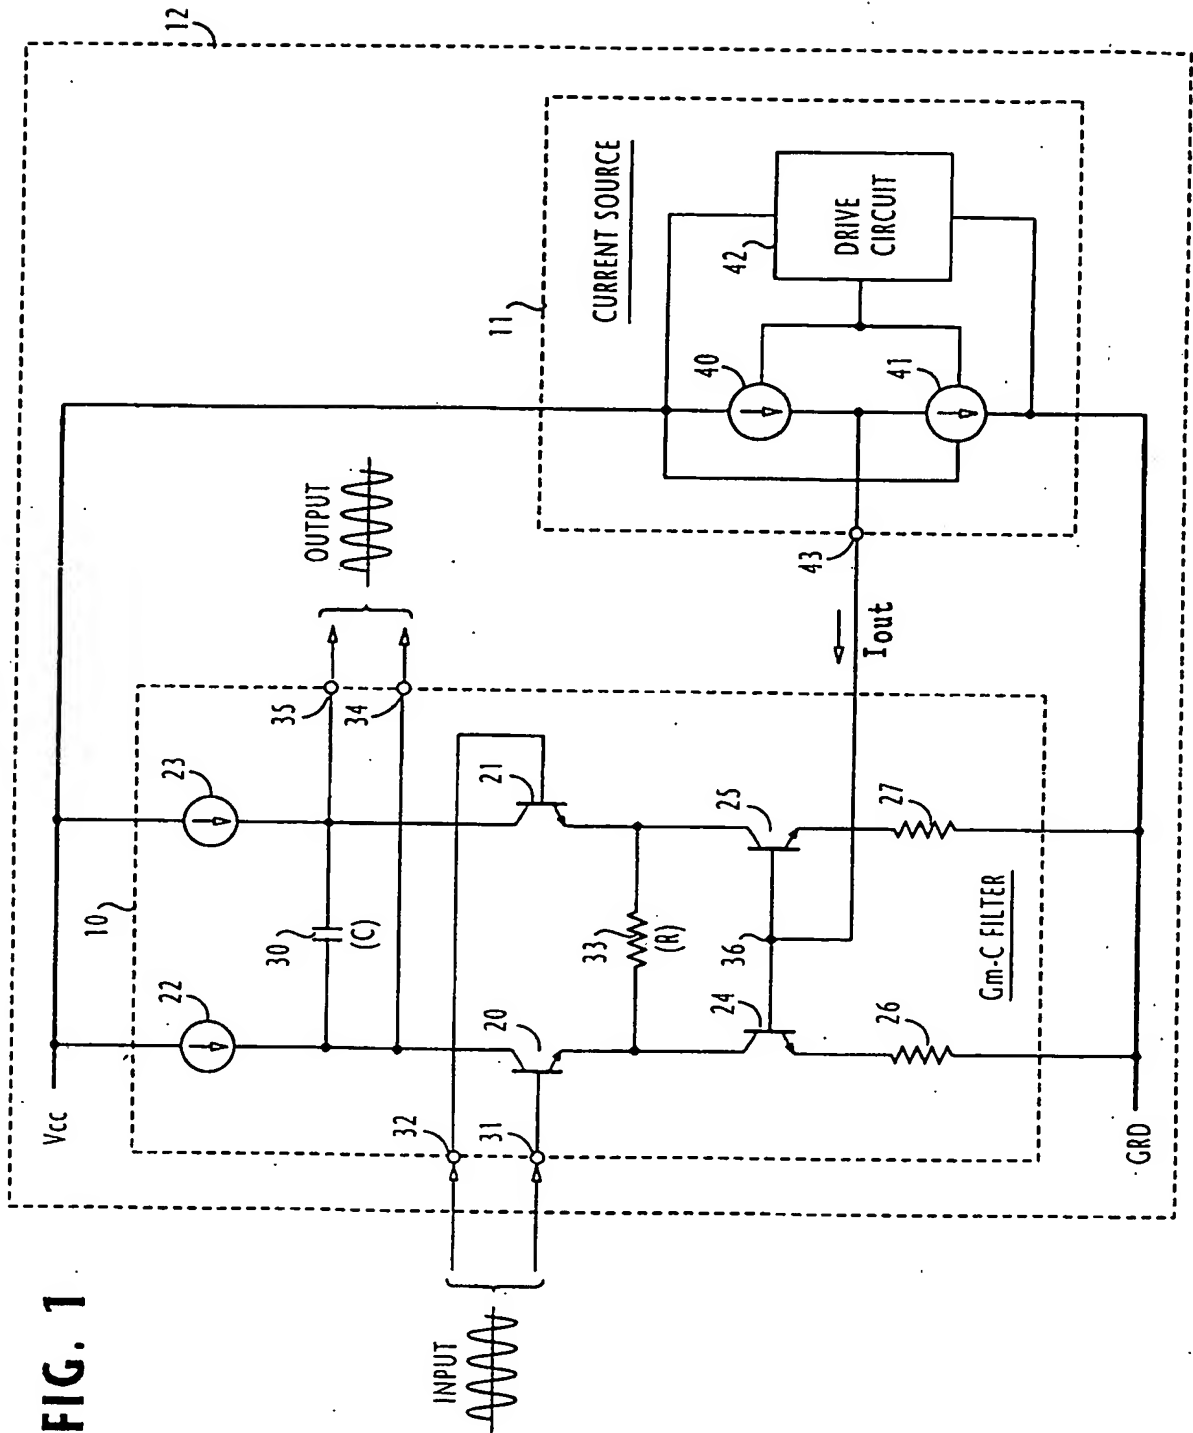 FIG. 1
12
Vcc
10
22
23
30
(C)
35
34
OUTPUT
INPUT
32
31
20
21
33
(R)
24
25
36
26
27
Gm-C FILTER
GRD
11
CURRENT SOURCE
40
41
42
DRIVE
CIRCUIT
43
Iout